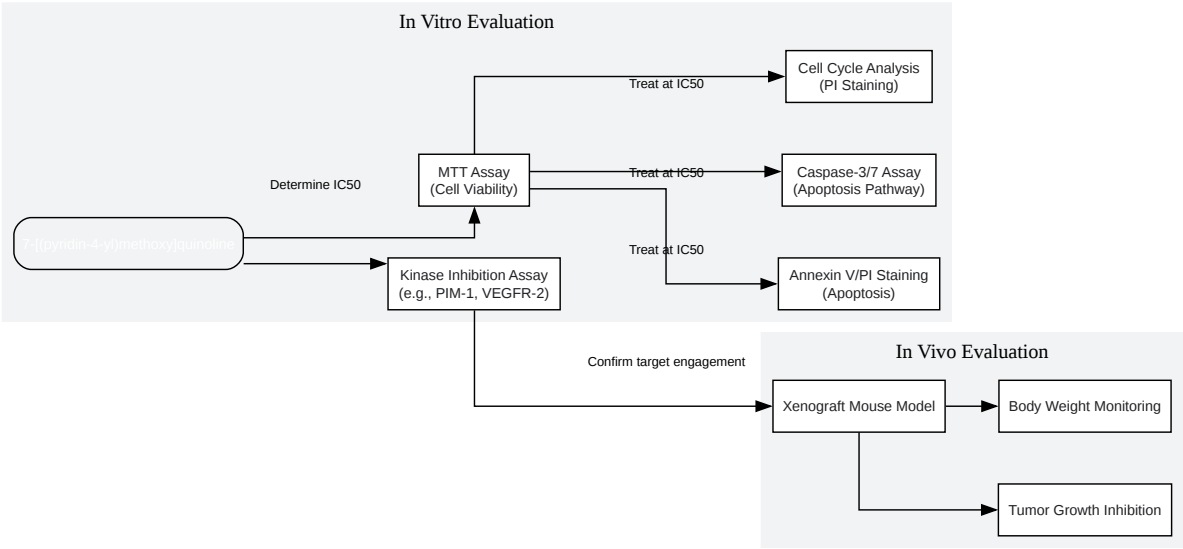 In Vitro Evaluation
Cell Cycle Analysis
(PI Staining)
Treat at IC50
MTT Assay
(Cell Viability)
Treat at IC50
Caspase-3/7 Assay
(Apoptosis Pathway)
Determine IC50
7-[(pyridin-4-yl)methoxy]quinoline
Treat at IC50
Kinase Inhibition Assay
(e.g., PIM-1, VEGFR-2)
Annexin V/PI Staining
(Apoptosis)
Confirm target engagement
In Vivo Evaluation
Xenograft Mouse Model
Body Weight Monitoring
Tumor Growth Inhibition